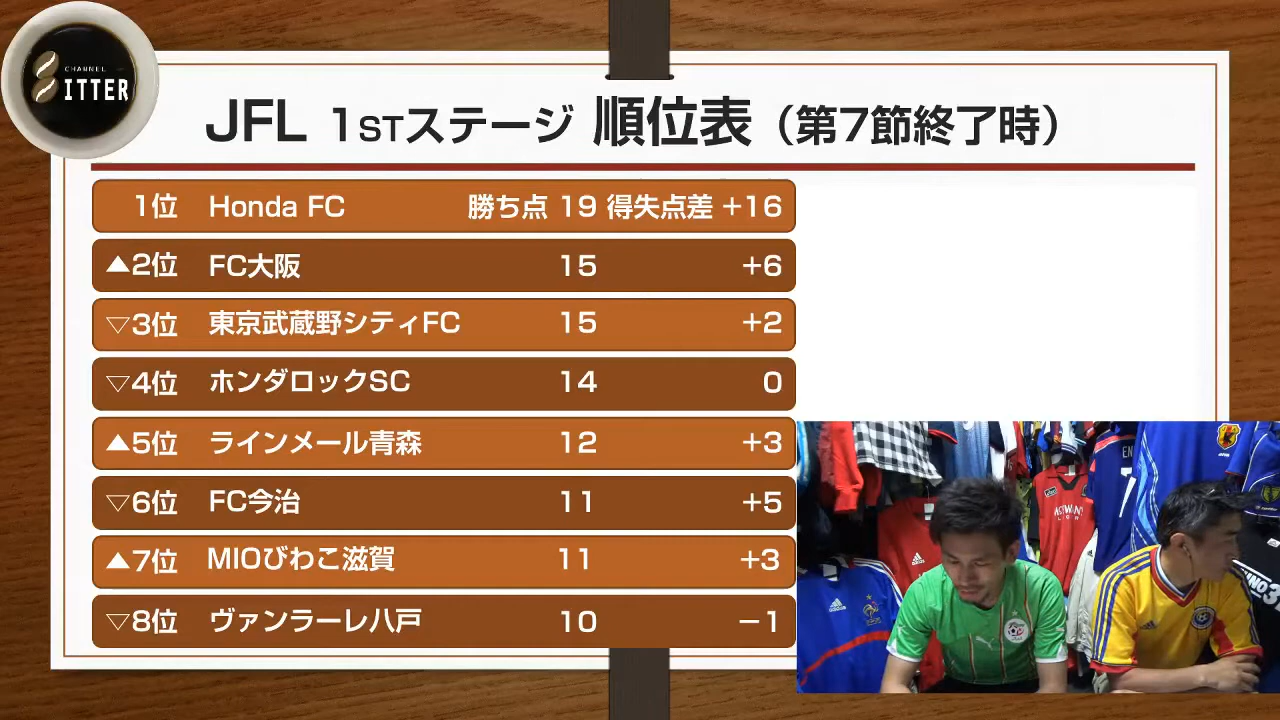 CHANNEL
BITTER
JFL 1STステージ 順位表（第7節終了時）
1位 Honda FC 勝ち点 19 得失点差 +16
▲2位 FC大阪 15 +6
▽3位 東京武蔵野シティFC 15 +2
▽4位 ホンダロックSC 14 0
▲5位 ラインメール青森 12 +3
▽6位 FC今治 11 +5
▲7位 MIOびわこ滋賀 11 +3
▽8位 ヴァンラーレ八戸 10 −1